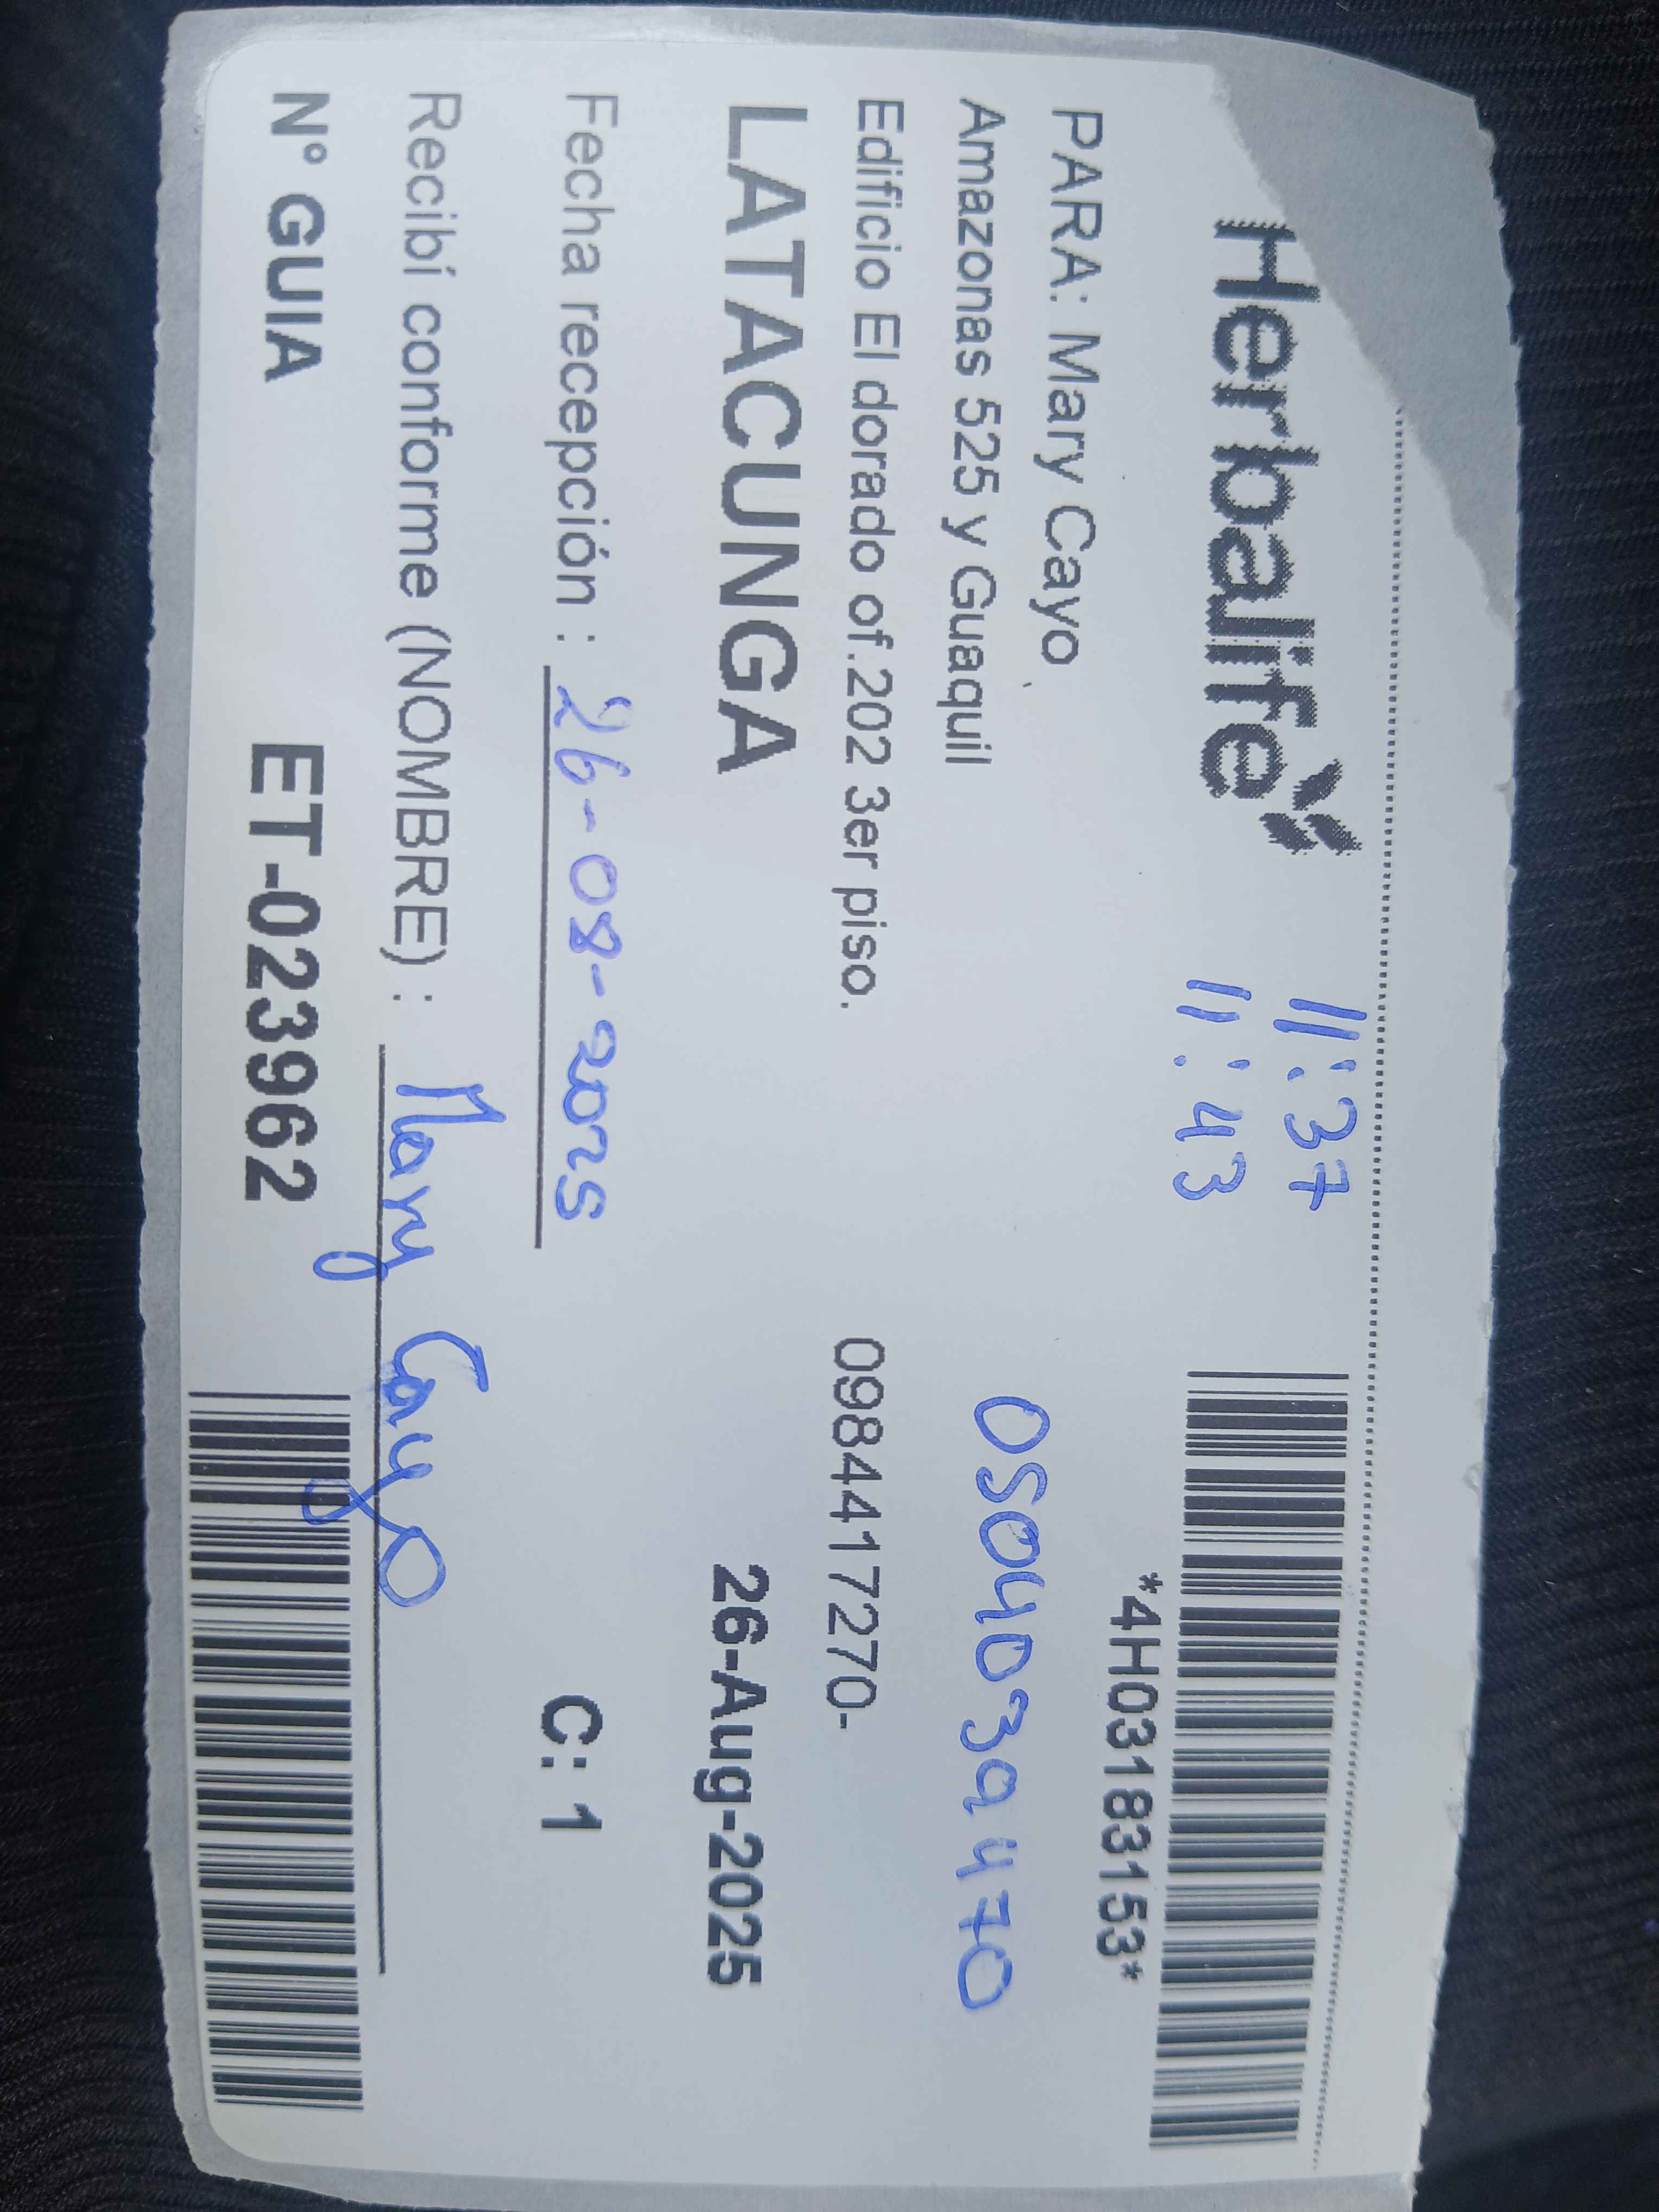 Herbalife
11:37
11:43
*4H03183153*
PARA: Mary Cayo
Amazonas 525 y Guaquil
0504039470
Edificio El dorado of.202 3er piso.
0984417270-
LATACUNGA
26-Aug-2025
Fecha recepción : 26-08-2025
C: 1
Recibí conforme (NOMBRE) : Mary Cayo
N° GUIA ET-023962